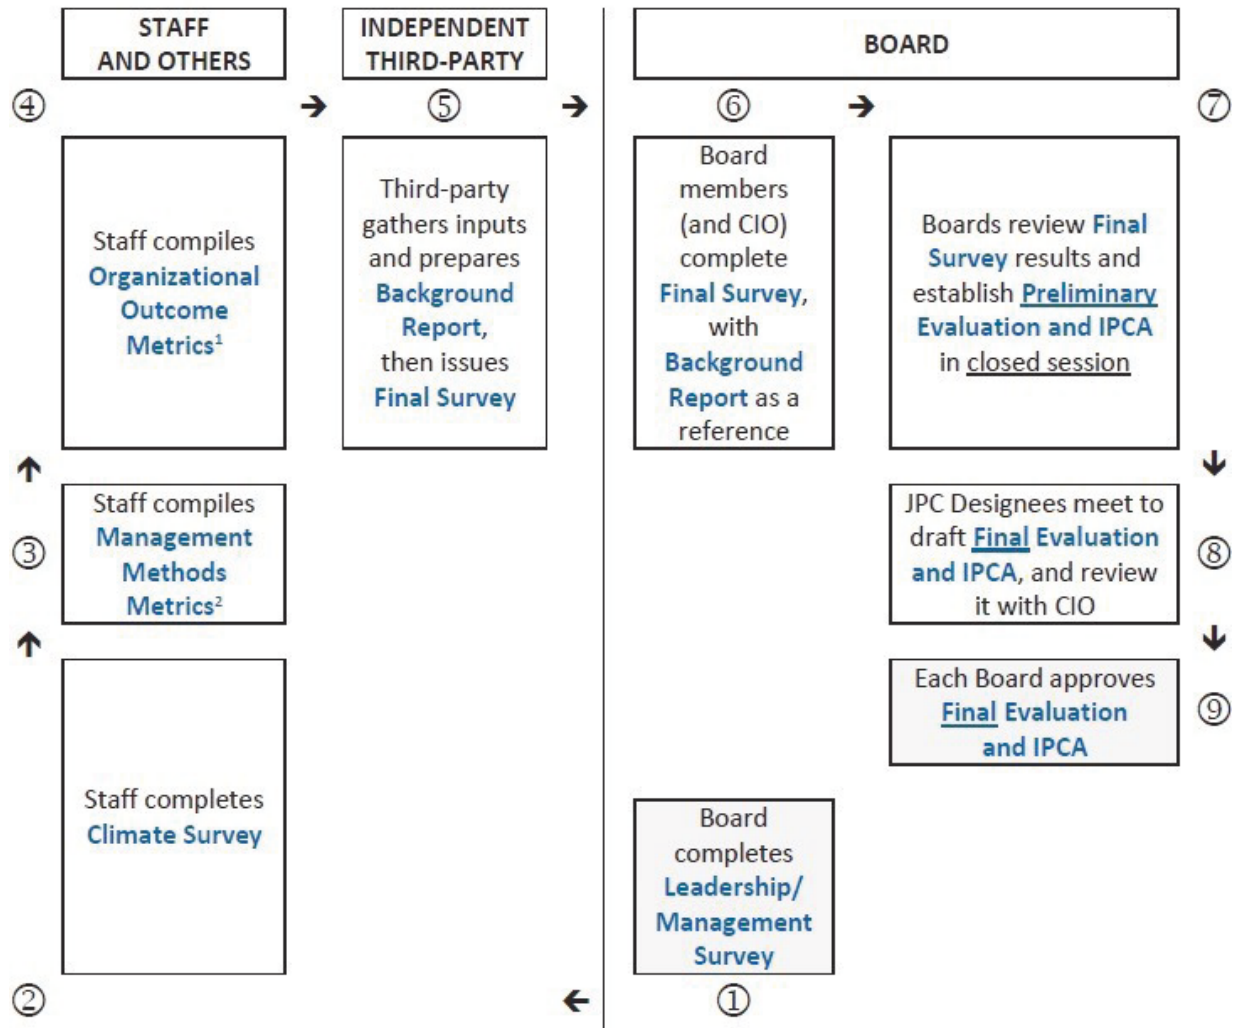 STAFF
AND OTHERS
INDEPENDENT
THIRD-PARTY
BOARD
④
⑤
⑥
⑦
Staff compiles
Organizational
Outcome
Metrics¹
Third-party
gathers inputs
and prepares
Background
Report,
then issues
Final Survey
Board
members
(and CIO)
complete
Final Survey,
with
Background
Report as a
reference
Boards review Final
Survey results and
establish Preliminary
Evaluation and IPCA
in closed session
③
Staff compiles
Management
Methods
Metrics²
JPC Designees meet to
draft Final Evaluation
and IPCA, and review
it with CIO
⑧
Staff completes
Climate Survey
Each Board approves
Final Evaluation
and IPCA
⑨
Board
completes
Leadership/
Management
Survey
②
①